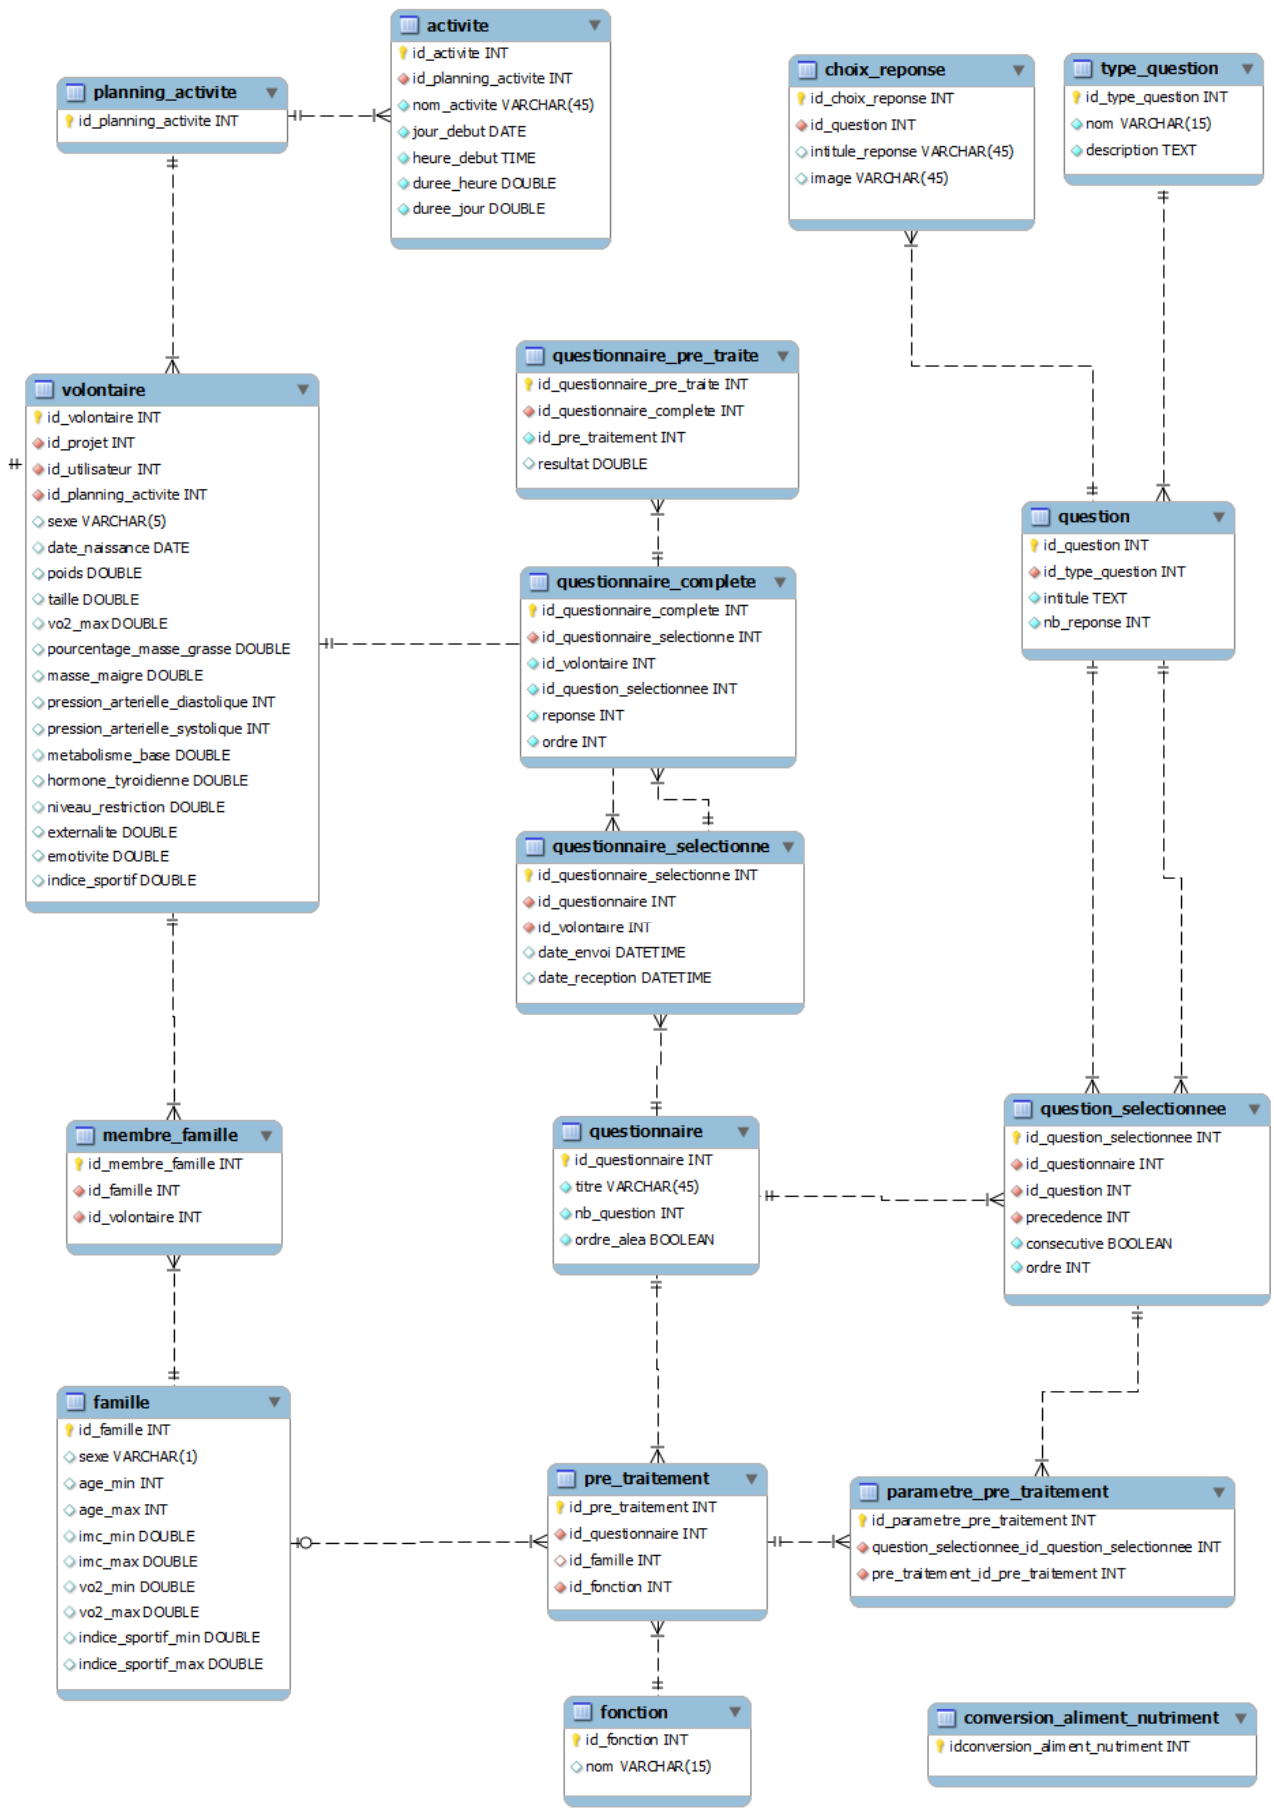 activite
id_activite INT
id_planning_activite INT
nom_activite VARCHAR(45)
jour_debut DATE
heure_debut TIME
duree_heure DOUBLE
duree_jour DOUBLE
planning_activite
id_planning_activite INT
choix_reponse
id_choix_reponse INT
id_question INT
intitule_reponse VARCHAR(45)
image VARCHAR(45)
type_question
id_type_question INT
nom VARCHAR(15)
description TEXT
volontaire
id_volontaire INT
id_projet INT
id_utilisateur INT
id_planning_activite INT
sexe VARCHAR(5)
date_naissance DATE
poids DOUBLE
taille DOUBLE
vo2_max DOUBLE
pourcentage_masse_grasse DOUBLE
masse_maigre DOUBLE
pression_arterielle_diastolique INT
pression_arterielle_systolique INT
metabolisme_base DOUBLE
hormone_tyroidienne DOUBLE
niveau_restriction DOUBLE
externalite DOUBLE
emotivite DOUBLE
indice_sportif DOUBLE
questionnaire_pre_traite
id_questionnaire_pre_traite INT
id_questionnaire_complete INT
id_pre_traitement INT
resultat DOUBLE
question
id_question INT
id_type_question INT
intitule TEXT
nb_reponse INT
questionnaire_complete
id_questionnaire_complete INT
id_questionnaire_selectionne INT
id_volontaire INT
id_question_selectionnee INT
reponse INT
ordre INT
questionnaire_selectionne
id_questionnaire_selectionne INT
id_questionnaire INT
id_volontaire INT
date_envoi DATETIME
date_reception DATETIME
membre_famille
id_membre_famille INT
id_famille INT
id_volontaire INT
questionnaire
id_questionnaire INT
titre VARCHAR(45)
nb_question INT
ordre_alea BOOLEAN
question_selectionnee
id_question_selectionnee INT
id_questionnaire INT
id_question INT
precedence INT
consecutive BOOLEAN
ordre INT
famille
id_famille INT
sexe VARCHAR(1)
age_min INT
age_max INT
imc_min DOUBLE
imc_max DOUBLE
vo2_min DOUBLE
vo2_max DOUBLE
indice_sportif_min DOUBLE
indice_sportif_max DOUBLE
pre_traitement
id_pre_traitement INT
id_questionnaire INT
id_famille INT
id_fonction INT
parametre_pre_traitement
id_parametre_pre_traitement INT
question_selectionnee_id_question_selectionnee INT
pre_traitement_id_pre_traitement INT
fonction
id_fonction INT
nom VARCHAR(15)
conversion_aliment_nutriment
idconversion_aliment_nutriment INT